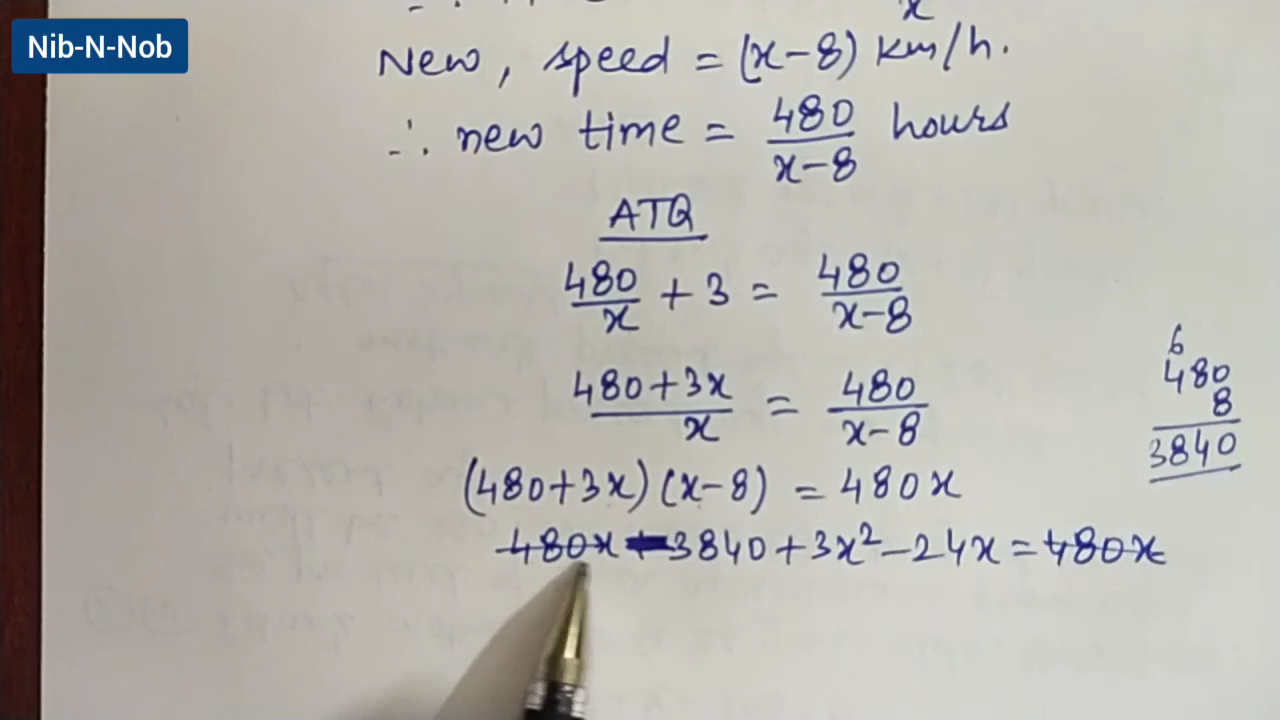 Nib-N-Nob
x
New, speed = (x-8) km/h.
∴ new time = 480/x-8 hours
ATQ
480/x + 3 = 480/x-8
480+3x/x = 480/x-8
(480+3x)(x-8) = 480x
480x - 3840 + 3x² - 24x = 480x
6
480
8
3840